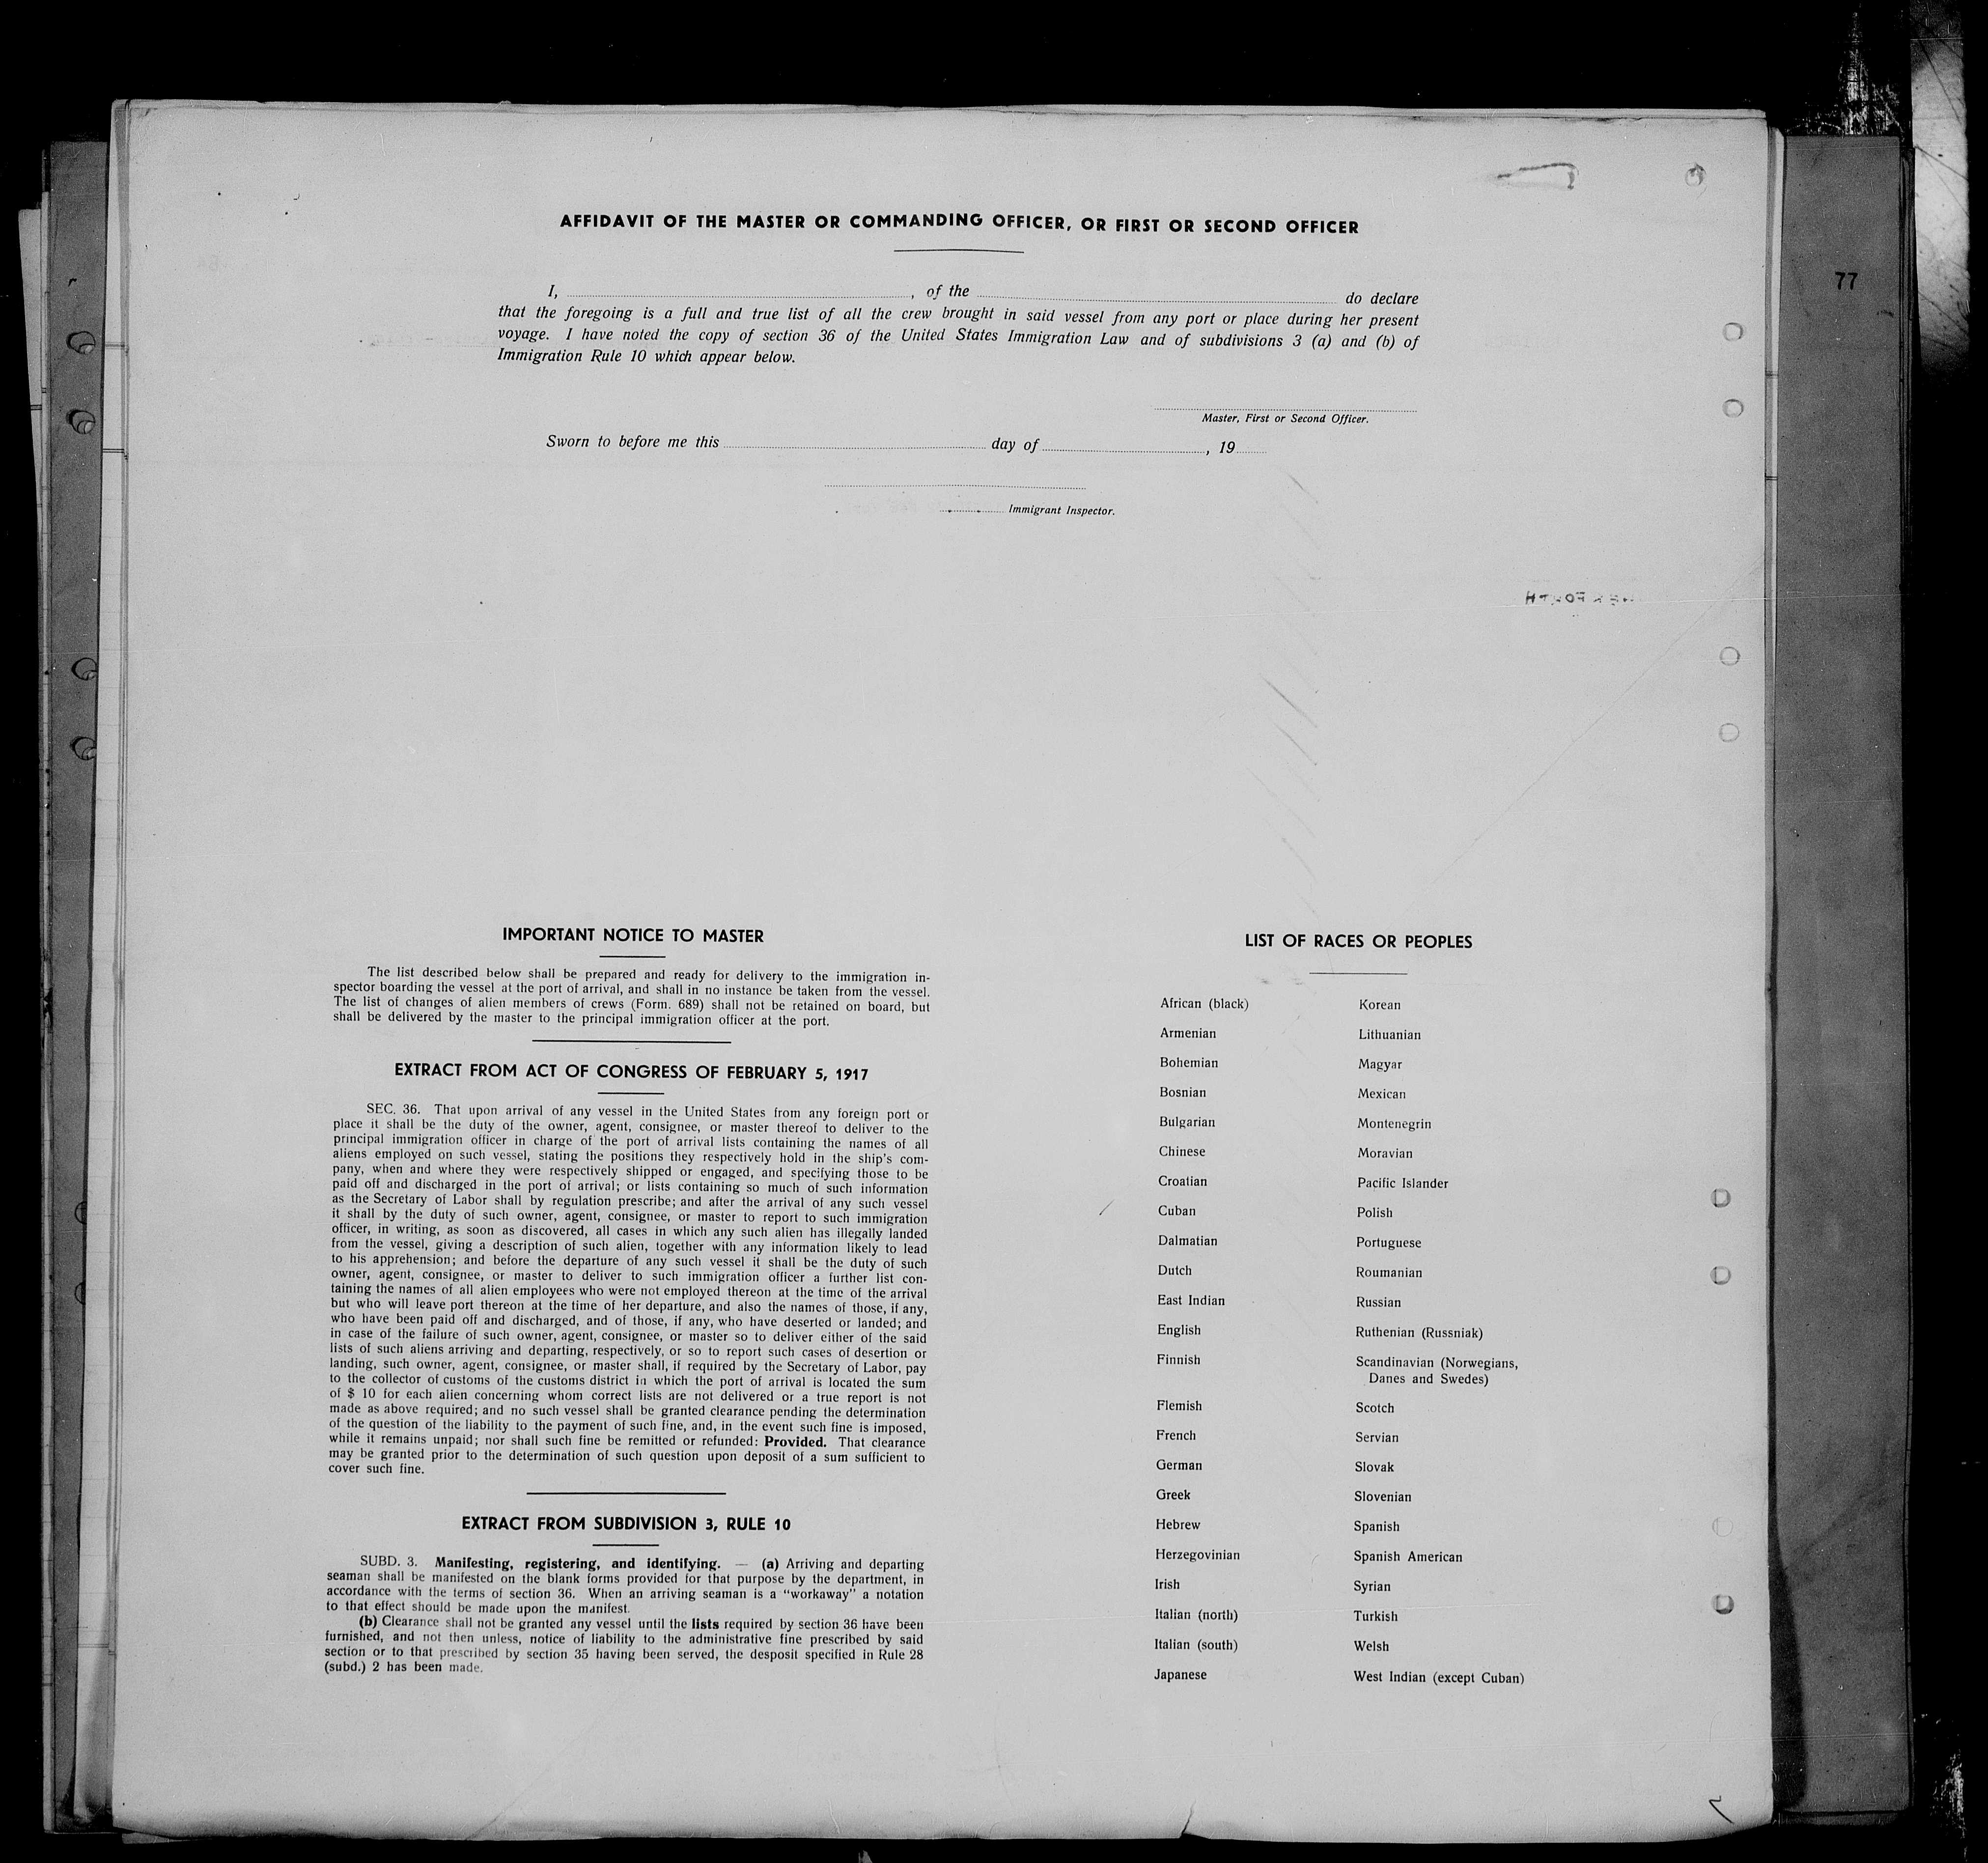 AFFIDAVIT OF THE MASTER OR COMMANDING OFFICER, OR FIRST OR SECOND OFFICER
77
I, , of the do declare
that the foregoing is a full and true list of all the crew brought in said vessel from any port or place during her present
voyage. I have noted the copy of section 36 of the United States Immigration Law and of subdivisions 3 (a) and (b) of
Immigration Rule 10 which appear below.
Master, First or Second Officer.
Sworn to before me this day of , 19
Immigrant Inspector.
IMPORTANT NOTICE TO MASTER
The list described below shall be prepared and ready for delivery to the immigration in-
spector boarding the vessel at the port of arrival, and shall in no instance be taken from the vessel.
The list of changes of alien members of crews (Form. 689) shall not be retained on board, but
shall be delivered by the master to the principal immigration officer at the port.
EXTRACT FROM ACT OF CONGRESS OF FEBRUARY 5, 1917
SEC. 36. That upon arrival of any vessel in the United States from any foreign port or
place it shall be the duty of the owner, agent, consignee, or master thereof to deliver to the
principal immigration officer in charge of the port of arrival lists containing the names of all
aliens employed on such vessel, stating the positions they respectively hold in the ship's com-
pany, when and where they were respectively shipped or engaged, and specifying those to be
paid off and discharged in the port of arrival; or lists containing so much of such information
as the Secretary of Labor shall by regulation prescribe; and after the arrival of any such vessel
it shall by the duty of such owner, agent, consignee, or master to report to such immigration
officer, in writing, as soon as discovered, all cases in which any such alien has illegally landed
from the vessel, giving a description of such alien, together with any information likely to lead
to his apprehension; and before the departure of any such vessel it shall be the duty of such
owner, agent, consignee, or master to deliver to such immigration officer a further list con-
taining the names of all alien employees who were not employed thereon at the time of the arrival
but who will leave port thereon at the time of her departure, and also the names of those, if any,
who have been paid off and discharged, and of those, if any, who have deserted or landed; and
in case of the failure of such owner, agent, consignee, or master so to deliver either of the said
lists of such aliens arriving and departing, respectively, or so to report such cases of desertion or
landing, such owner, agent, consignee, or master shall, if required by the Secretary of Labor, pay
to the collector of customs of the customs district in which the port of arrival is located the sum
of $ 10 for each alien concerning whom correct lists are not delivered or a true report is not
made as above required; and no such vessel shall be granted clearance pending the determination
of the question of the liability to the payment of such fine, and, in the event such fine is imposed,
while it remains unpaid; nor shall such fine be remitted or refunded: Provided. That clearance
may be granted prior to the determination of such question upon deposit of a sum sufficient to
cover such fine.
EXTRACT FROM SUBDIVISION 3, RULE 10
SUBD. 3. Manifesting, registering, and identifying. — (a) Arriving and departing
seaman shall be manifested on the blank forms provided for that purpose by the department, in
accordance with the terms of section 36. When an arriving seaman is a "workaway" a notation
to that effect should be made upon the manifest.
(b) Clearance shall not be granted any vessel until the lists required by section 36 have been
furnished, and not then unless, notice of liability to the administrative fine prescribed by said
section or to that prescribed by section 35 having been served, the desposit specified in Rule 28
(subd.) 2 has been made.
LIST OF RACES OR PEOPLES
African (black)
Armenian
Bohemian
Bosnian
Bulgarian
Chinese
Croatian
Cuban
Dalmatian
Dutch
East Indian
English
Finnish
Flemish
French
German
Greek
Hebrew
Herzegovinian
Irish
Italian (north)
Italian (south)
Japanese
Korean
Lithuanian
Magyar
Mexican
Montenegrin
Moravian
Pacific Islander
Polish
Portuguese
Roumanian
Russian
Ruthenian (Russniak)
Scandinavian (Norwegians,
Danes and Swedes)
Scotch
Servian
Slovak
Slovenian
Spanish
Spanish American
Syrian
Turkish
Welsh
West Indian (except Cuban)